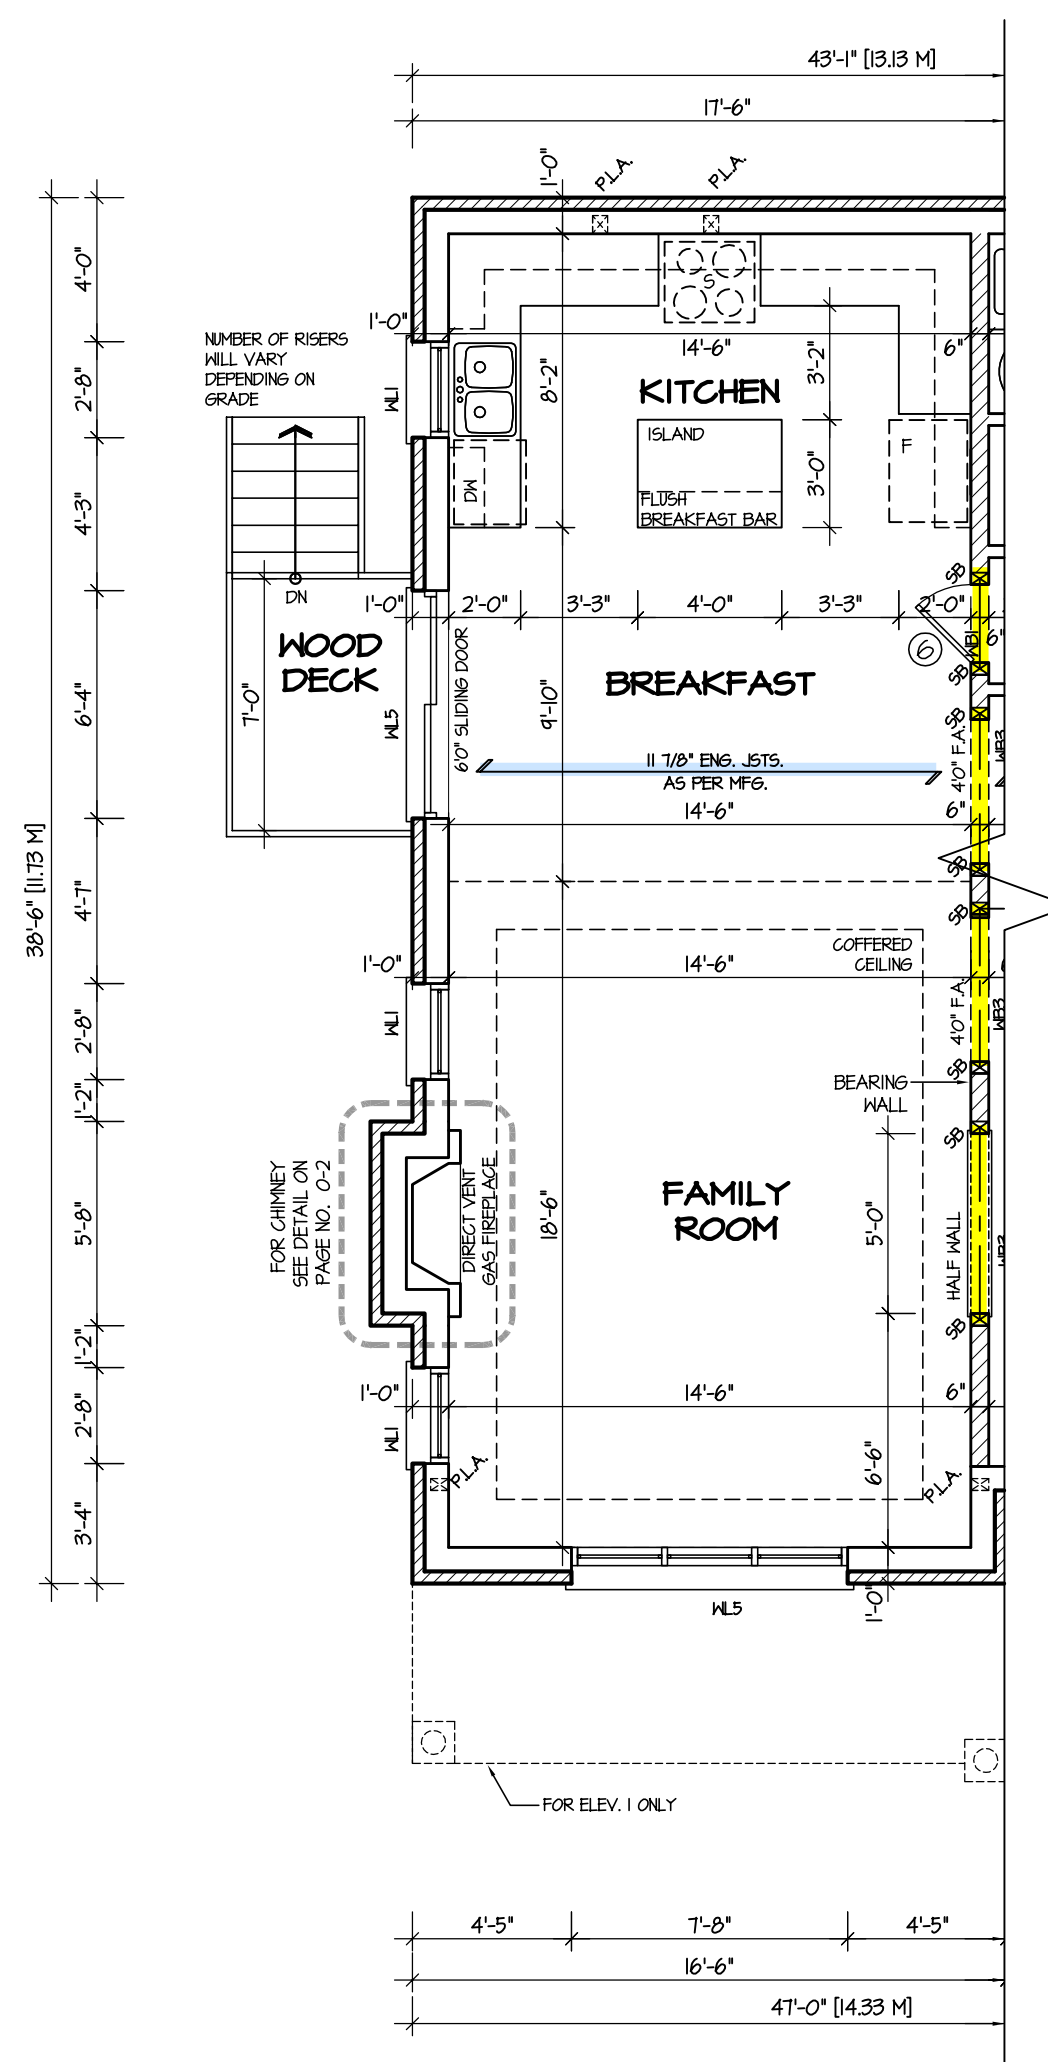 43'-1" [13.13 M]
17'-6"
1'-0"
P.L.A.
P.L.A.
4'-0"
1'-0"
S
14'-6"
6"
NUMBER OF RISERS
WILL VARY
DEPENDING ON
GRADE
2'-8"
WL1
8'-2"
KITCHEN
3'-2"
ISLAND
F
DW
3'-0"
FLUSH
BREAKFAST BAR
4'-3"
SB
DN
1'-0"
2'-0"
3'-3"
4'-0"
3'-3"
2'-0"
6"
WB1
6
SB
WOOD
DECK
7'-0"
6'-4"
WL5
6'0" SLIDING DOOR
BREAKFAST
9'-10"
SB
4'0" F.A.
WB3
11 7/8" ENG. JSTS.
AS PER MFG.
14'-6"
6"
38'-6" [11.73 M]
4'-7"
SB
SB
COFFERED
CEILING
1'-0"
14'-6"
2'-8"
WL1
4'0" F.A.
WB3
SB
BEARING
WALL
1'-2"
SB
FOR CHIMNEY
SEE DETAIL ON
PAGE NO. 0-2
DIRECT VENT
GAS FIREPLACE
5'-8"
18'-6"
FAMILY
ROOM
5'-0"
HALF WALL
SB
1'-2"
1'-0"
14'-6"
6"
2'-8"
WL1
P.L.A.
6'-6"
P.L.A.
3'-4"
WL5
1'-0"
FOR ELEV. 1 ONLY
4'-5"
7'-8"
4'-5"
16'-6"
47'-0" [14.33 M]